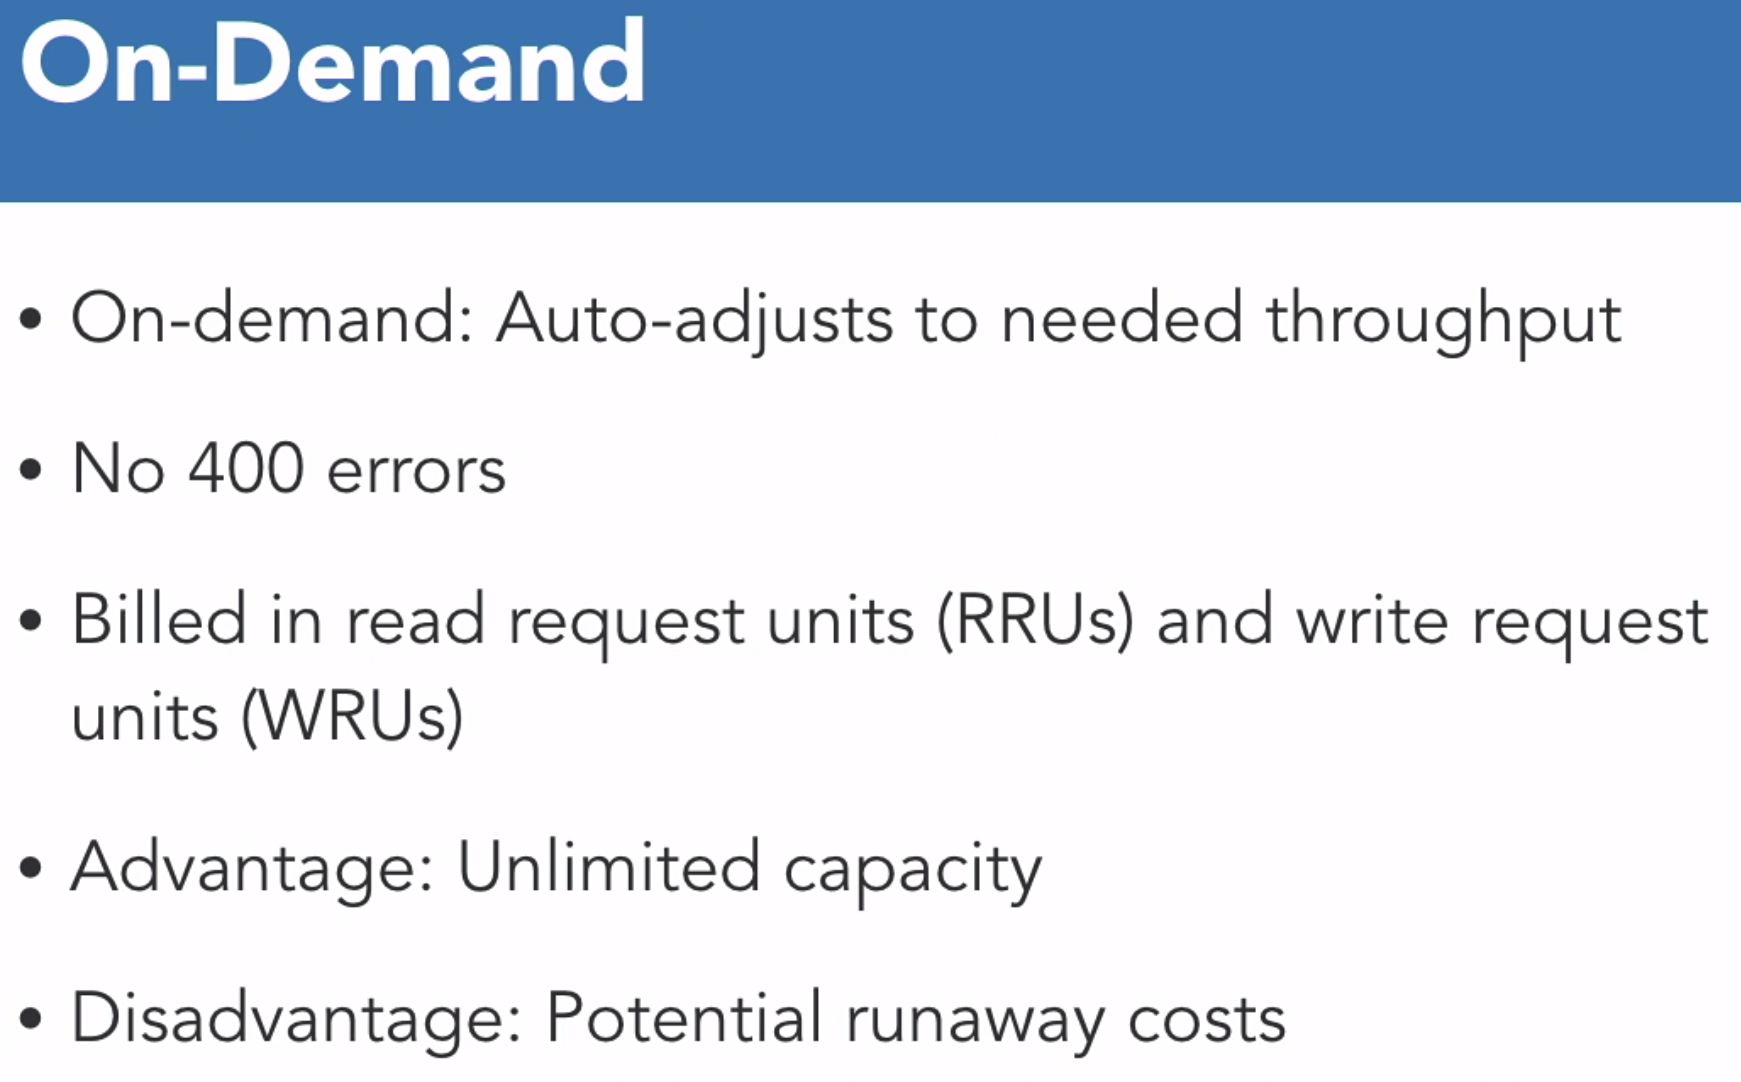 On-Demand
• On-demand: Auto-adjusts to needed throughput
• No 400 errors
• Billed in read request units (RRUs) and write request
units (WRUs)
• Advantage: Unlimited capacity
• Disadvantage: Potential runaway costs